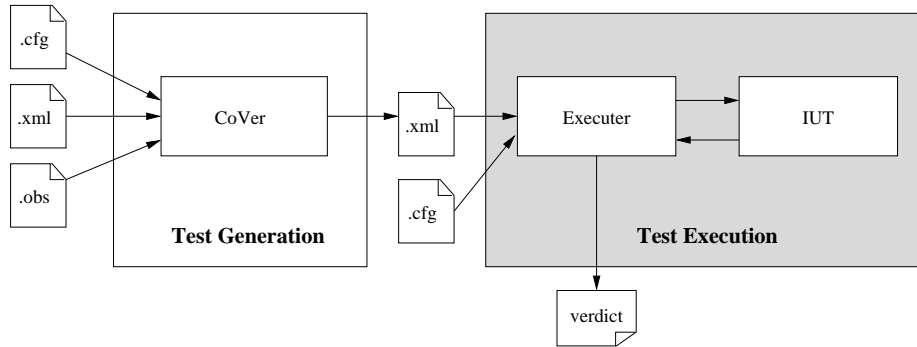 .cfg
.xml
.obs
CoVer
Test Generation
.xml
.cfg
Executer
IUT
Test Execution
verdict